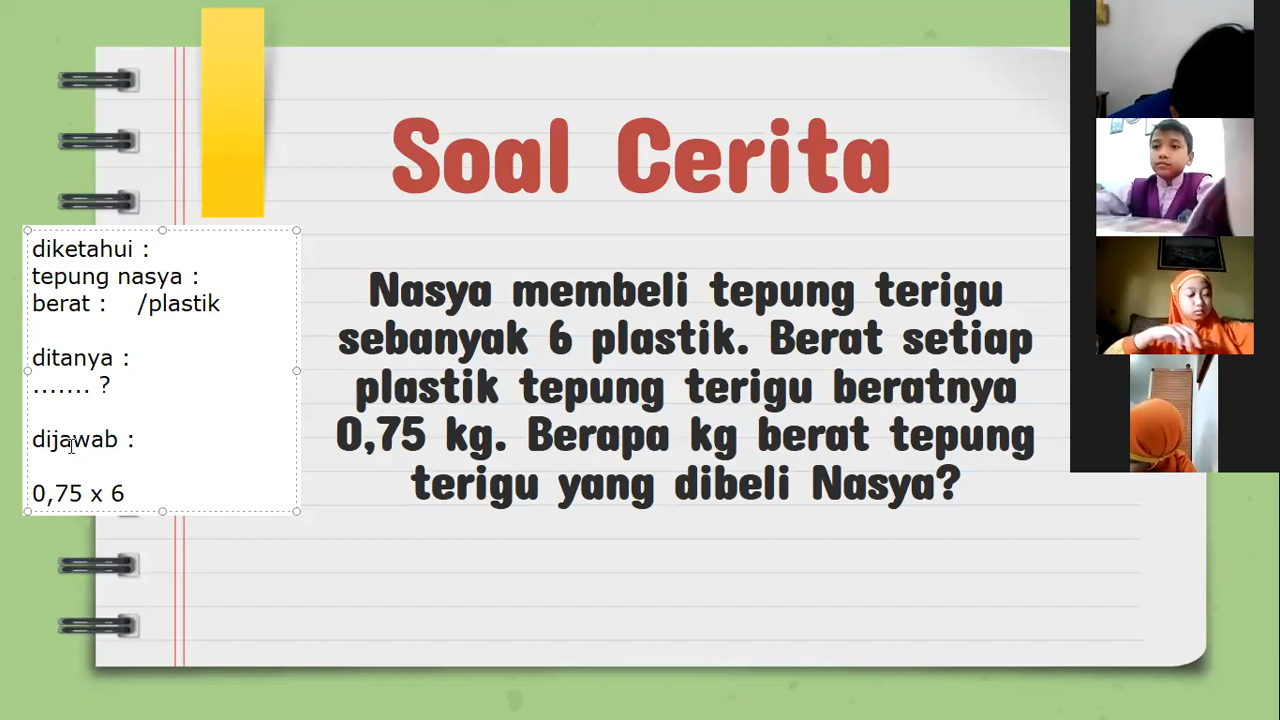 Soal Cerita
diketahui :
tepung nasya :
berat : /plastik
ditanya :
....... ?
dijawab :
0,75 x 6
Nasya membeli tepung terigu
sebanyak 6 plastik. Berat setiap
plastik tepung terigu beratnya
0,75 kg. Berapa kg berat tepung
terigu yang dibeli Nasya?